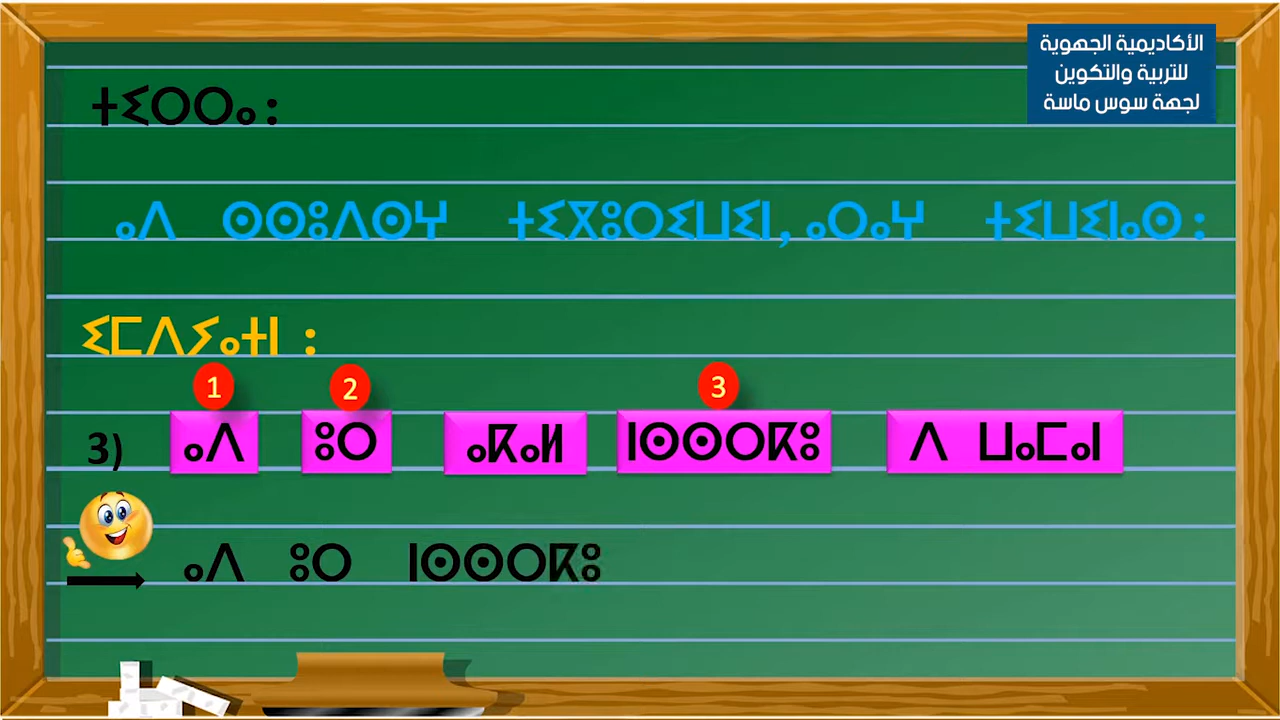 الأكاديمية الجهوية
للتربية والتكوين
لجهة سوس ماسة
ⵜⵉⵔⵔⴰ:
ⴰⴷ ⵙⵙⵓⴷⵙⵖ ⵜⵉⴳⵓⵔⵉⵡⵉⵏ, ⴰⵔⴰⵖ ⵜⵉⵡⵉⵏⴰⵙ:
ⵉⵎⴷⵢⴰⵜⵏ :
1 2 3
3) ⴰⴷ ⵓⵔ ⴰⴽⴰⵍ ⵏⵙⵙⵔⴽⵓ ⴷ ⵡⴰⵎⴰⵏ
ⴰⴷ ⵓⵔ ⵏⵙⵙⵔⴽⵓ